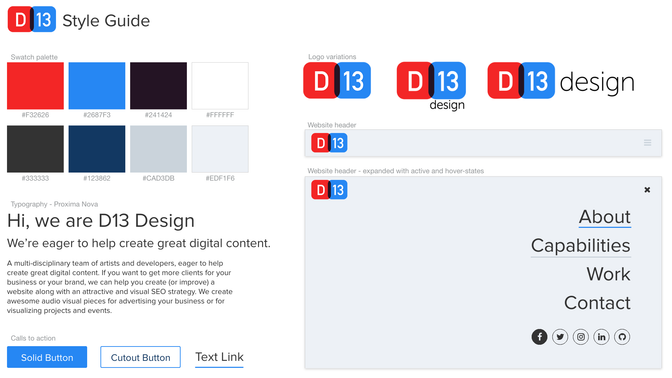 D 13 Style Guide
Swatch palette
#F32626 #2687F3 #241424 #FFFFFF
#333333 #123862 #CAD3DB #EDF1F6
Typography - Proxima Nova
Hi, we are D13 Design
We're eager to help create great digital content.
A multi-disciplinary team of artists and developers, eager to help
create great digital content. If you want to get more clients for your
business or your brand, we can help you create (or improve) a
website along with an attractive and visual SEO strategy. We create
awesome audio visual pieces for advertising your business or for
visualizing projects and events.
Calls to action
Solid Button Cutout Button Text Link
Logo variations
D 13 D 13 D 13 design
design
Website header
D 13
Website header - expanded with active and hover-states
D 13
About
Capabilities
Work
Contact